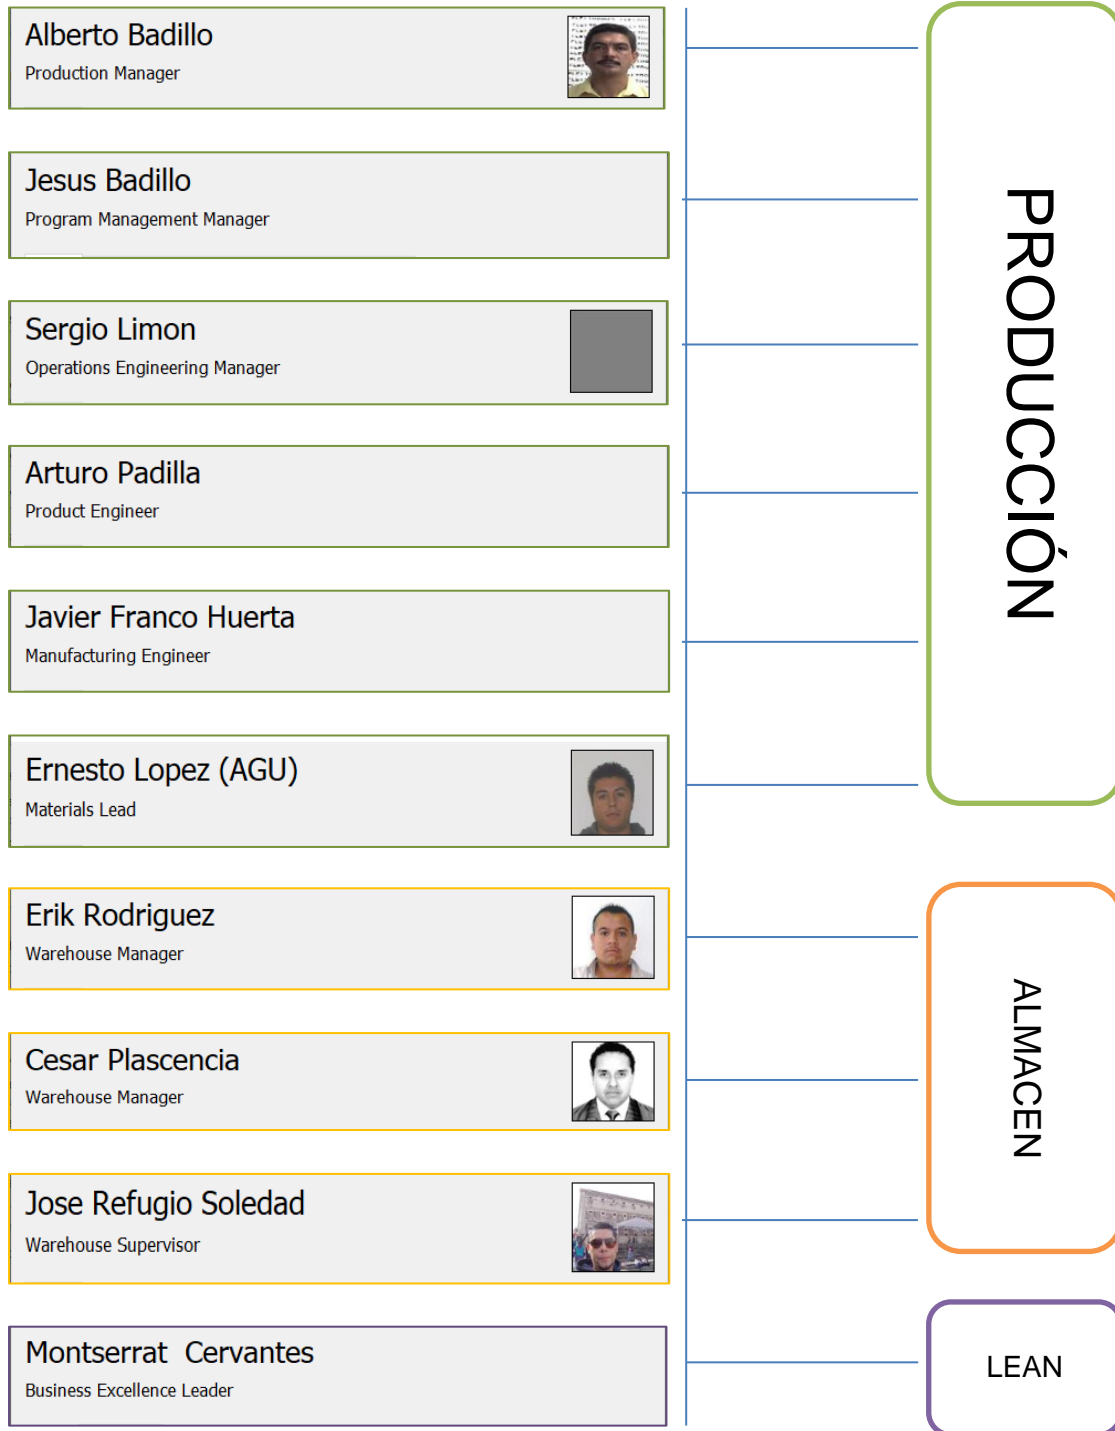 Alberto Badillo
Production Manager
Jesus Badillo
Program Management Manager
Sergio Limon
Operations Engineering Manager
Arturo Padilla
Product Engineer
Javier Franco Huerta
Manufacturing Engineer
Ernesto Lopez (AGU)
Materials Lead
PRODUCCIÓN
Erik Rodriguez
Warehouse Manager
Cesar Plascencia
Warehouse Manager
Jose Refugio Soledad
Warehouse Supervisor
ALMACEN
Montserrat Cervantes
Business Excellence Leader
LEAN